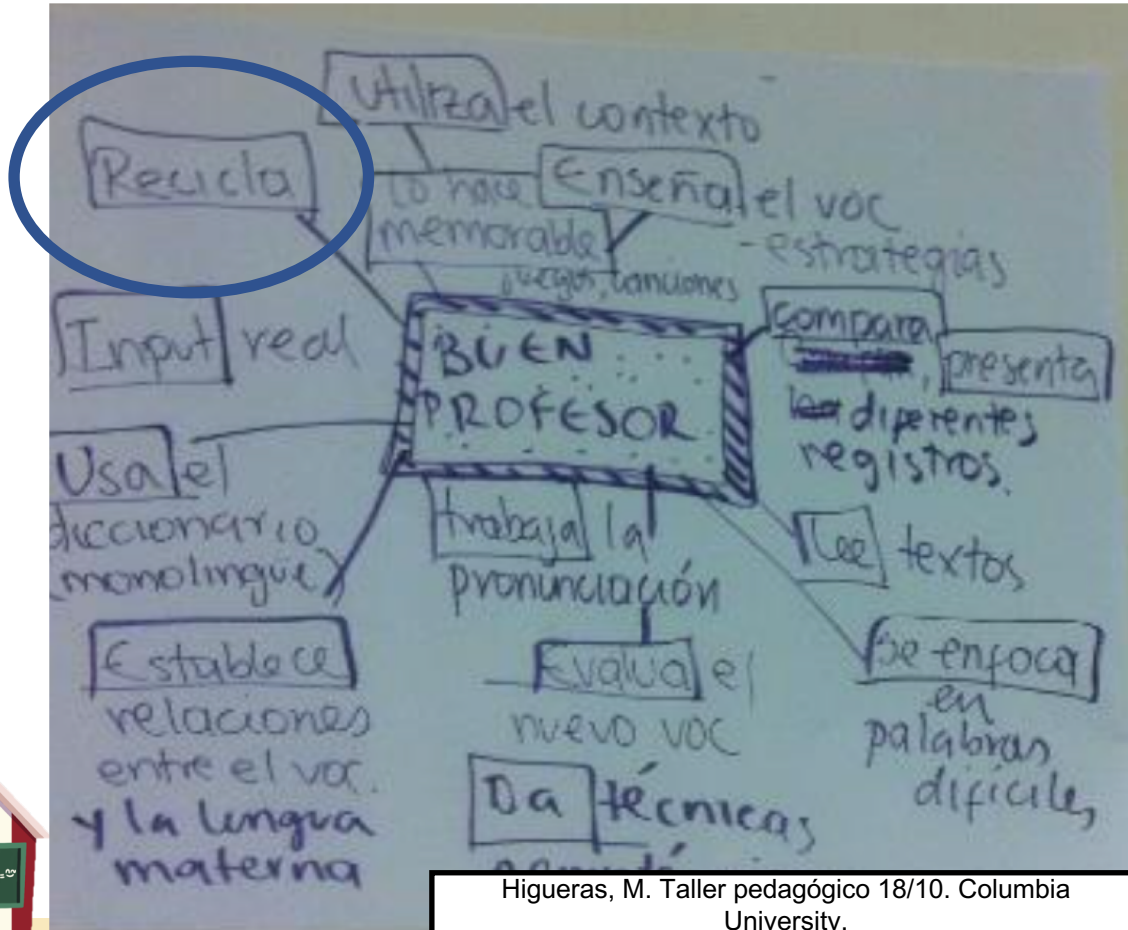 Utiliza el contexto
Recicla
lo hace
memorable
juegos, canciones
Enseña el voc
-estrategias
Input real
BUEN
PROFESOR
compara,
presenta
diferentes
registros.
Usa el
diccionario
(monolingüe)
trabaja la
pronunciación
Lee textos
Establece
relaciones
entre el voc.
y la lengua
materna
Evalua el
nuevo voc
Se enfoca
en
palabras
difíciles
Da técnicas
Higueras, M. Taller pedagógico 18/10. Columbia
University.